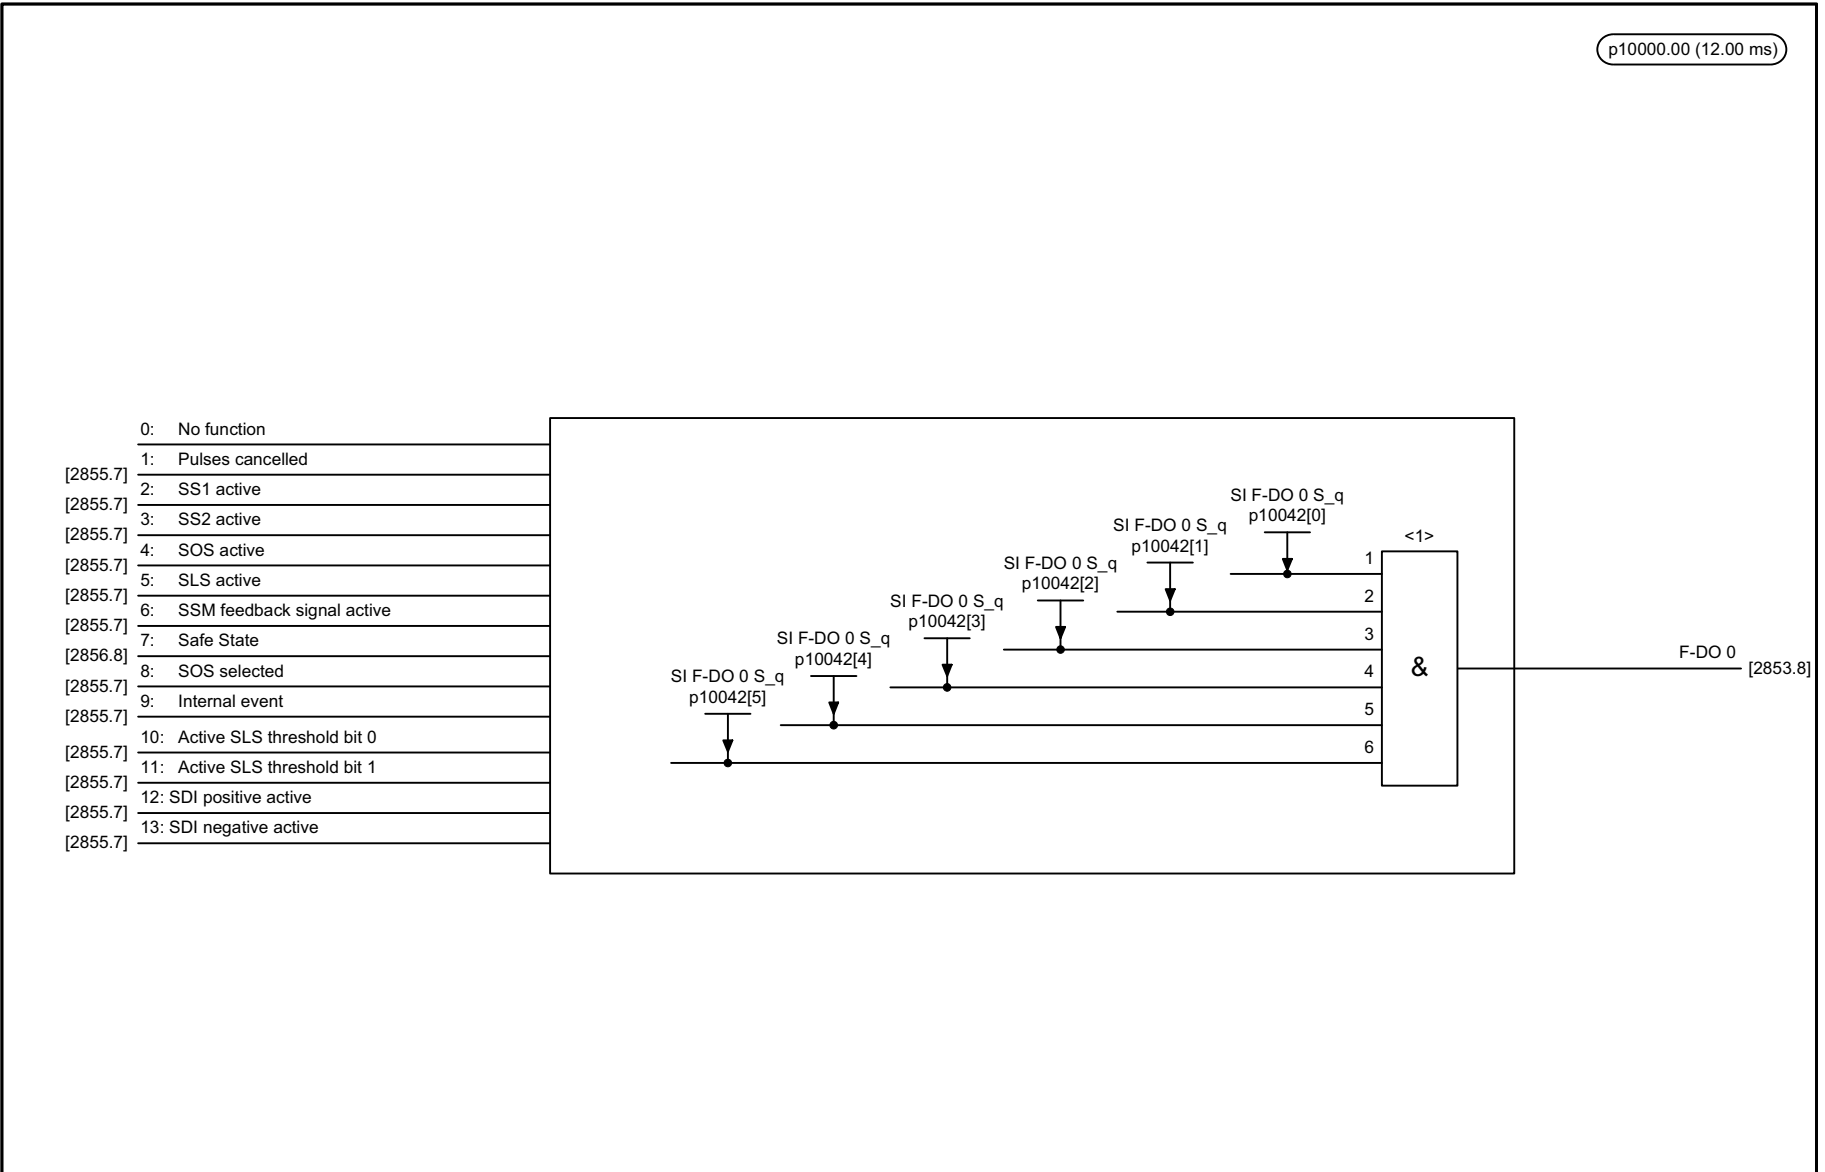 p10000.00 (12.00 ms)
0: No function
1: Pulses cancelled
[2855.7]
2: SS1 active
[2855.7]
3: SS2 active
[2855.7]
4: SOS active
[2855.7]
5: SLS active
[2855.7]
6: SSM feedback signal active
[2855.7]
7: Safe State
[2856.8]
8: SOS selected
[2855.7]
9: Internal event
[2855.7]
10: Active SLS threshold bit 0
[2855.7]
11: Active SLS threshold bit 1
[2855.7]
12: SDI positive active
[2855.7]
13: SDI negative active
[2855.7]
SI F-DO 0 S_q
p10042[0]
SI F-DO 0 S_q
p10042[1]
SI F-DO 0 S_q
p10042[2]
SI F-DO 0 S_q
p10042[3]
SI F-DO 0 S_q
p10042[4]
SI F-DO 0 S_q
p10042[5]
<1>
1
2
3
4
5
6
&
F-DO 0
[2853.8]